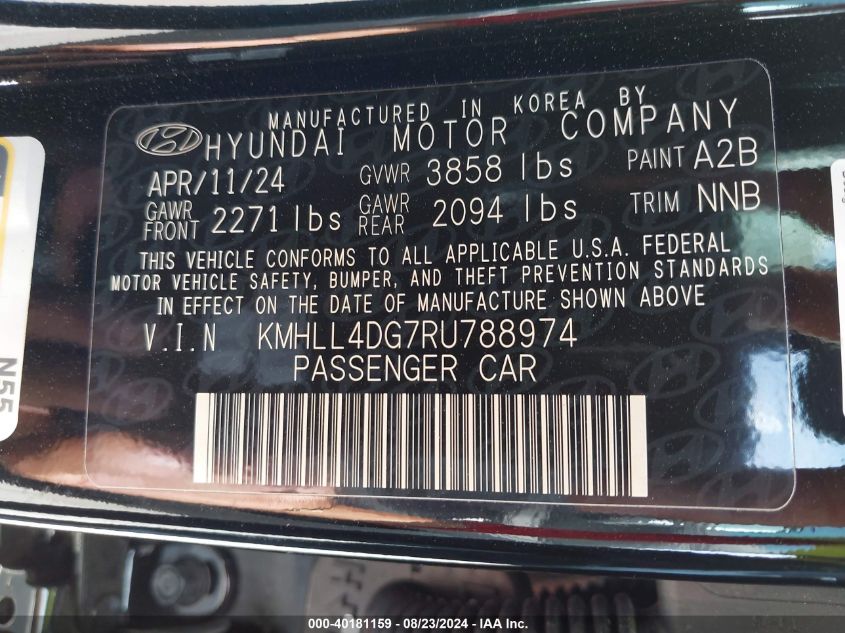 MANUFACTURED IN KOREA BY
HYUNDAI MOTOR COMPANY
APR/11/24 GVWR 3858 lbs PAINT A2B
GAWR FRONT 2271 lbs GAWR REAR 2094 lbs TRIM NNB
THIS VEHICLE CONFORMS TO ALL APPLICABLE U.S.A. FEDERAL
MOTOR VEHICLE SAFETY, BUMPER, AND THEFT PREVENTION STANDARDS
IN EFFECT ON THE DATE OF MANUFACTURE SHOWN ABOVE
V.I.N KMHLL4DG7RU788974
PASSENGER CAR
N55
000-40181159 - 08/23/2024 - © IAA Inc.